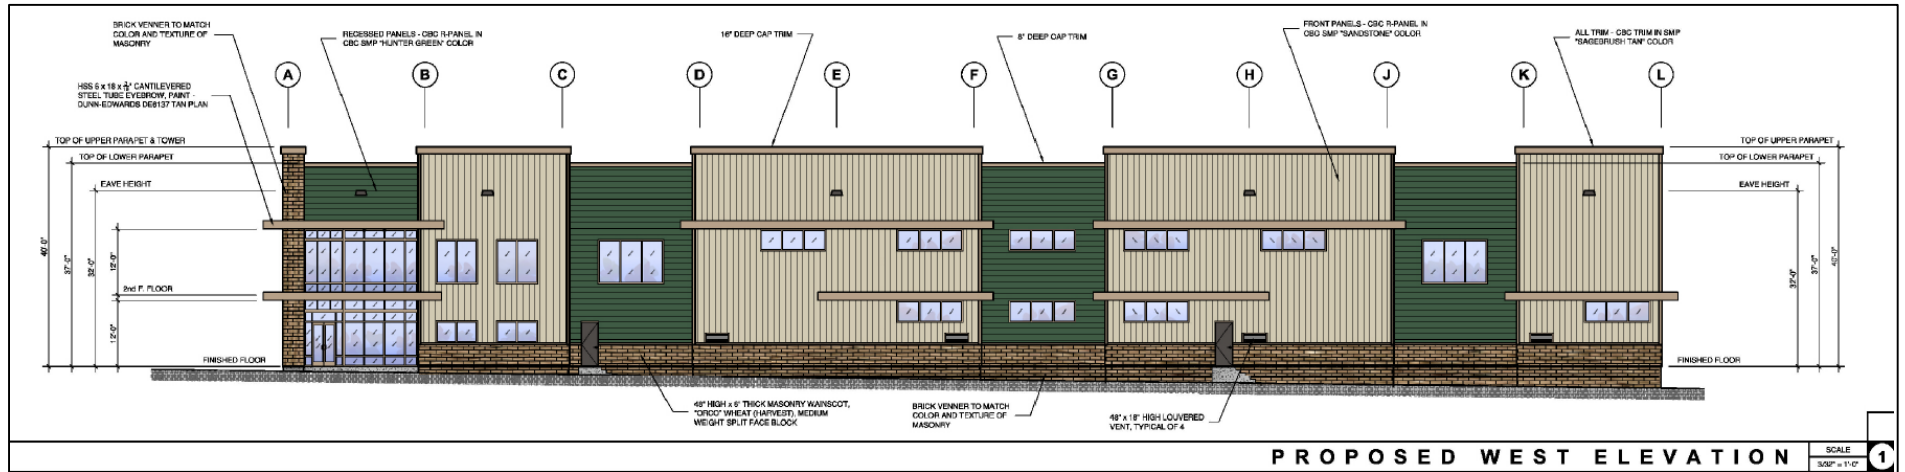 BRICK VENNER TO MATCH
COLOR AND TEXTURE OF
MASONRY
RECESSED PANELS - CBC R-PANEL IN
CBC SMP "HUNTER GREEN" COLOR
16" DEEP CAP TRIM
8" DEEP CAP TRIM
FRONT PANELS - CBC R-PANEL IN
CBC SMP "SANDSTONE" COLOR
ALL TRIM - CBC TRIM IN SMP
"SAGEBRUSH TAN" COLOR
A
B
C
D
E
F
G
H
J
K
L
CANTILEVERED
STEEL TUBE EYEBROW, PAINT -
DUNN-EDWARDS DE6137 TAN PLAN
TOP OF UPPER PARAPET & TOWER
TOP OF LOWER PARAPET
EAVE HEIGHT
2nd F. FLOOR
FINISHED FLOOR
40'-0"
37'-0"
32'-0"
12'-0"
12'-0"
TOP OF UPPER PARAPET
TOP OF LOWER PARAPET
EAVE HEIGHT
FINISHED FLOOR
32'-0"
37'-0"
40'-0"
48" HIGH x 6" THICK MASONRY WAINSCOT,
"ORCO" WHEAT (HARVEST), MEDIUM
WEIGHT SPLIT FACE BLOCK
BRICK VENNER TO MATCH
COLOR AND TEXTURE OF
MASONRY
48" x 18" HIGH LOUVERED
VENT, TYPICAL OF 4
PROPOSED WEST ELEVATION
SCALE
3/32" = 1'-0"
1